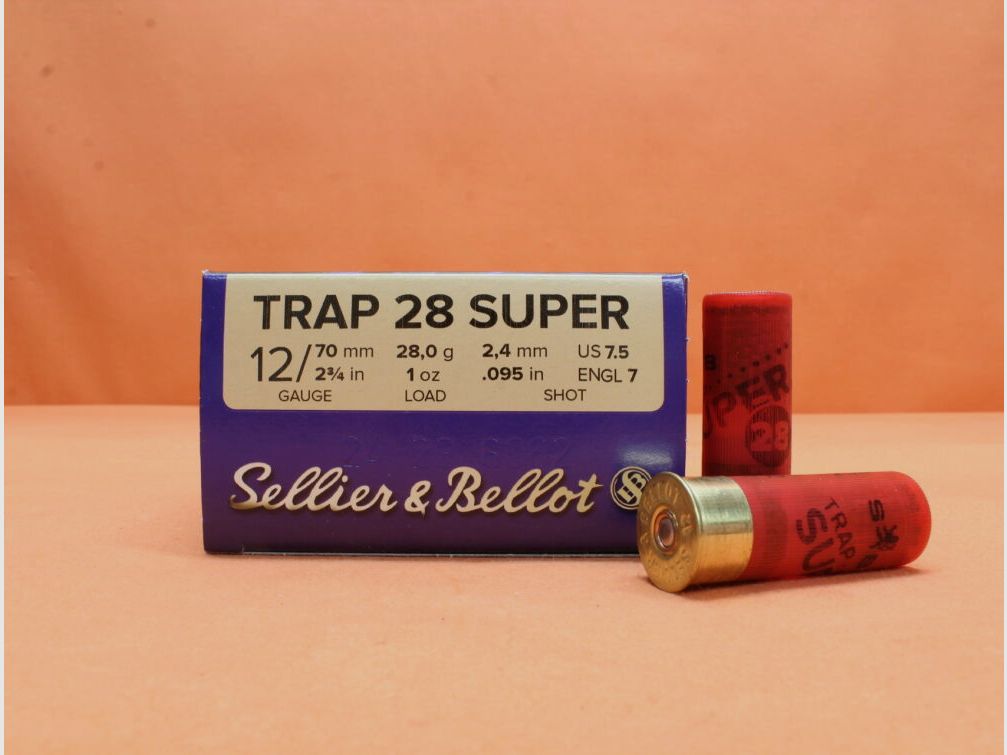 TRAP 28 SUPER
12/ 70 mm 28,0 g 2,4 mm US 7.5
2¾ in 1 oz .095 in ENGL 7
GAUGE LOAD SHOT
Sellier & Bellot
UPER
28
TRAP
SU